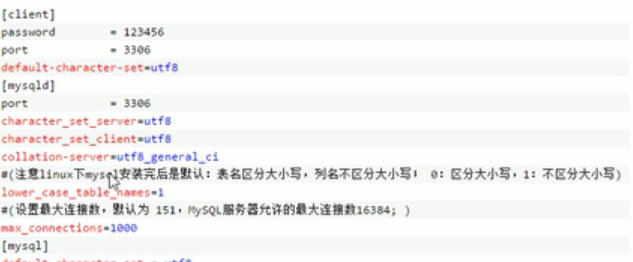 [client]
password = 123456
port = 3306
default-character-set=utf8
[mysqld]
port = 3306
character_set_server=utf8
character_set_client=utf8
collation-server=utf8_general_ci
#(注意linux下mysql安装完后是默认：表名区分大小写，列名不区分大小写； 0：区分大小写，1：不区分大小写)
lower_case_table_names=1
#(设置最大连接数，默认为 151，MySQL服务器允许的最大连接数16384; )
max_connections=1000
[mysql]
default-character-set = utf8